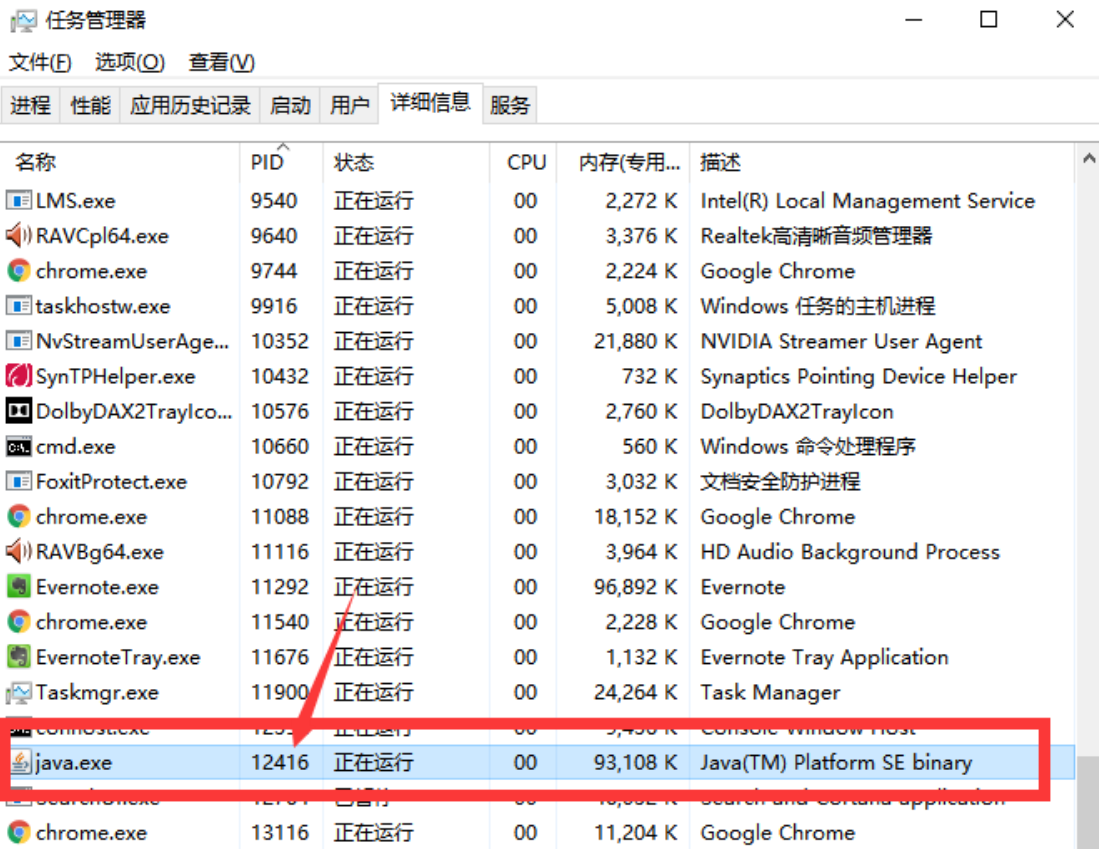 任务管理器
文件(F) 选项(O) 查看(V)
进程 性能 应用历史记录 启动 用户 详细信息 服务
名称 PID 状态 CPU 内存(专用... 描述
LMS.exe 9540 正在运行 00 2,272 K Intel(R) Local Management Service
RAVCpl64.exe 9640 正在运行 00 3,376 K Realtek高清晰音频管理器
chrome.exe 9744 正在运行 00 2,224 K Google Chrome
taskhostw.exe 9916 正在运行 00 5,008 K Windows 任务的主机进程
NvStreamUserAge... 10352 正在运行 00 21,880 K NVIDIA Streamer User Agent
SynTPHelper.exe 10432 正在运行 00 732 K Synaptics Pointing Device Helper
DolbyDAX2TrayIco... 10576 正在运行 00 2,760 K DolbyDAX2TrayIcon
cmd.exe 10660 正在运行 00 560 K Windows 命令处理程序
FoxitProtect.exe 10792 正在运行 00 3,032 K 文档安全防护进程
chrome.exe 11088 正在运行 00 18,152 K Google Chrome
RAVBg64.exe 11116 正在运行 00 3,964 K HD Audio Background Process
Evernote.exe 11292 正在运行 00 96,892 K Evernote
chrome.exe 11540 正在运行 00 2,228 K Google Chrome
EvernoteTray.exe 11676 正在运行 00 1,132 K Evernote Tray Application
Taskmgr.exe 11900 正在运行 00 24,264 K Task Manager
conhost.exe 正在运行 00 Console Window Host
java.exe 12416 正在运行 00 93,108 K Java(TM) Platform SE binary
SearchUI.exe 已暂停 00 Search and Cortana application
chrome.exe 13116 正在运行 00 11,204 K Google Chrome